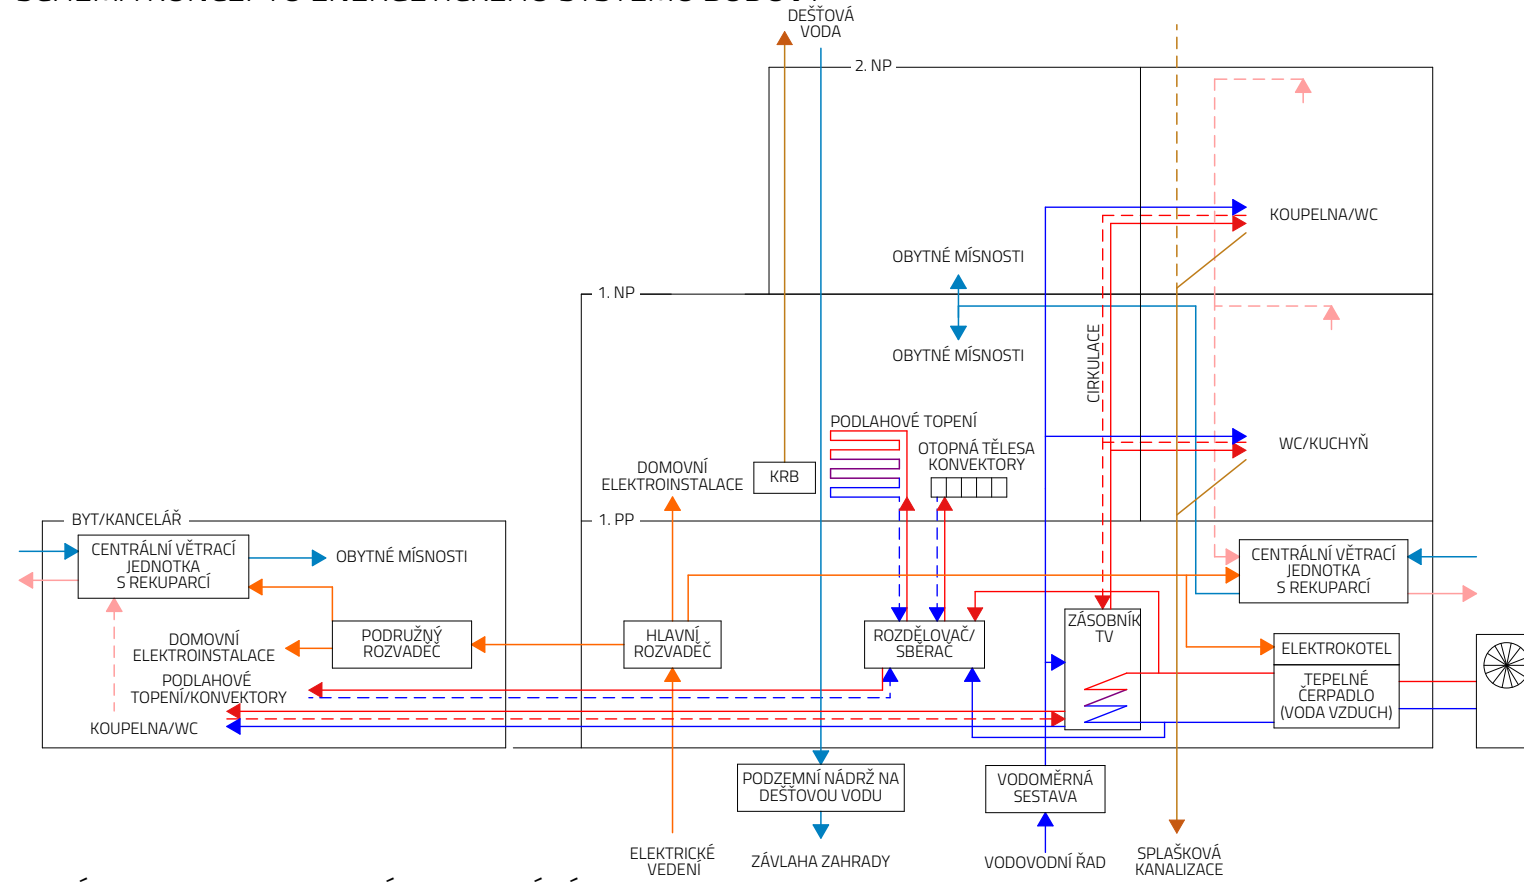 DEŠŤOVÁ
VODA
2. NP
KOUPELNA/WC
OBYTNÉ MÍSNOSTI
1. NP
OBYTNÉ MÍSNOSTI
CIRKULACE
PODLAHOVÉ TOPENÍ
OTOPNÁ TĚLESA
KONVEKTORY
WC/KUCHYŇ
DOMOVNÍ
ELEKTROINSTALACE
KRB
1. PP
BYT/KANCELÁŘ
CENTRÁLNÍ VĚTRACÍ
JEDNOTKA
S REKUPARCÍ
OBYTNÉ MÍSNOSTI
CENTRÁLNÍ VĚTRACÍ
JEDNOTKA
S REKUPARCÍ
DOMOVNÍ
ELEKTROINSTALACE
PODRUŽNÝ
ROZVADĚČ
HLAVNÍ
ROZVADĚČ
ROZDĚLOVAČ/
SBĚRAČ
ZÁSOBNÍK
TV
ELEKTROKOTEL
TEPELNÉ
ČERPADLO
(VODA VZDUCH)
PODLAHOVÉ
TOPENÍ/KONVEKTORY
KOUPELNA/WC
PODZEMNÍ NÁDRŽ NA
DEŠŤOVOU VODU
VODOMĚRNÁ
SESTAVA
ELEKTRICKÉ
VEDENÍ
ZÁVLAHA ZAHRADY
VODOVODNÍ ŘAD
SPLAŠKOVÁ
KANALIZACE